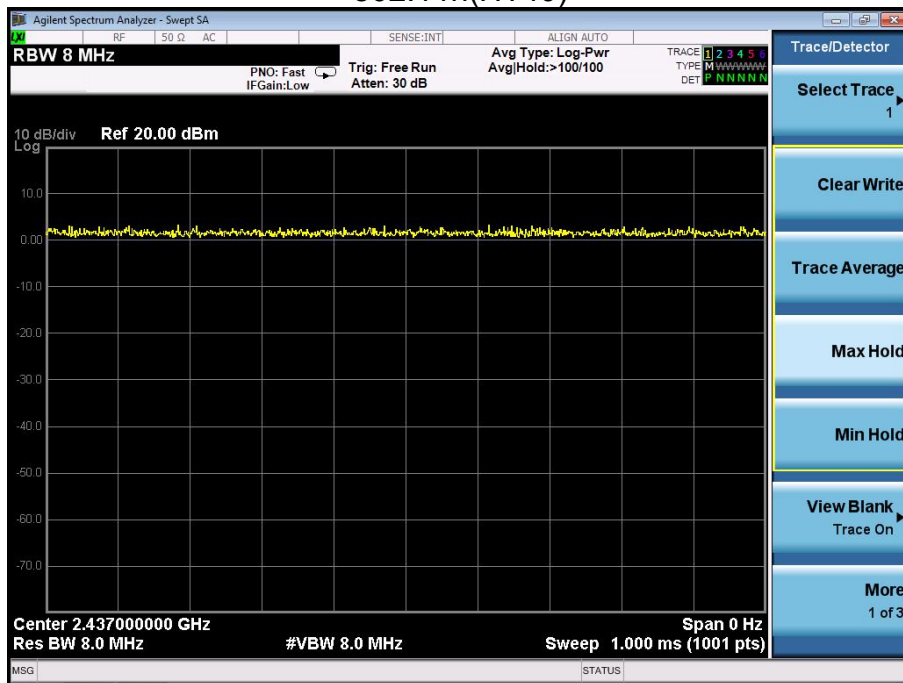 Agilent Spectrum Analyzer - Swept SA
RF 50 Ω AC SENSE:INT ALIGN AUTO
RBW 8 MHz
PNO: Fast
IFGain:Low
Trig: Free Run
Atten: 30 dB
Avg Type: Log-Pwr
Avg|Hold:>100/100
TRACE 1 2 3 4 5 6
TYPE M WWWWW
DET P N N N N N
10 dB/div Ref 20.00 dBm
Log
10.0
0.00
-10.0
-20.0
-30.0
-40.0
-50.0
-60.0
-70.0
Center 2.437000000 GHz Span 0 Hz
Res BW 8.0 MHz #VBW 8.0 MHz Sweep 1.000 ms (1001 pts)
MSG STATUS
Trace/Detector
Select Trace
1
Clear Write
Trace Average
Max Hold
Min Hold
View Blank
Trace On
More
1 of 3